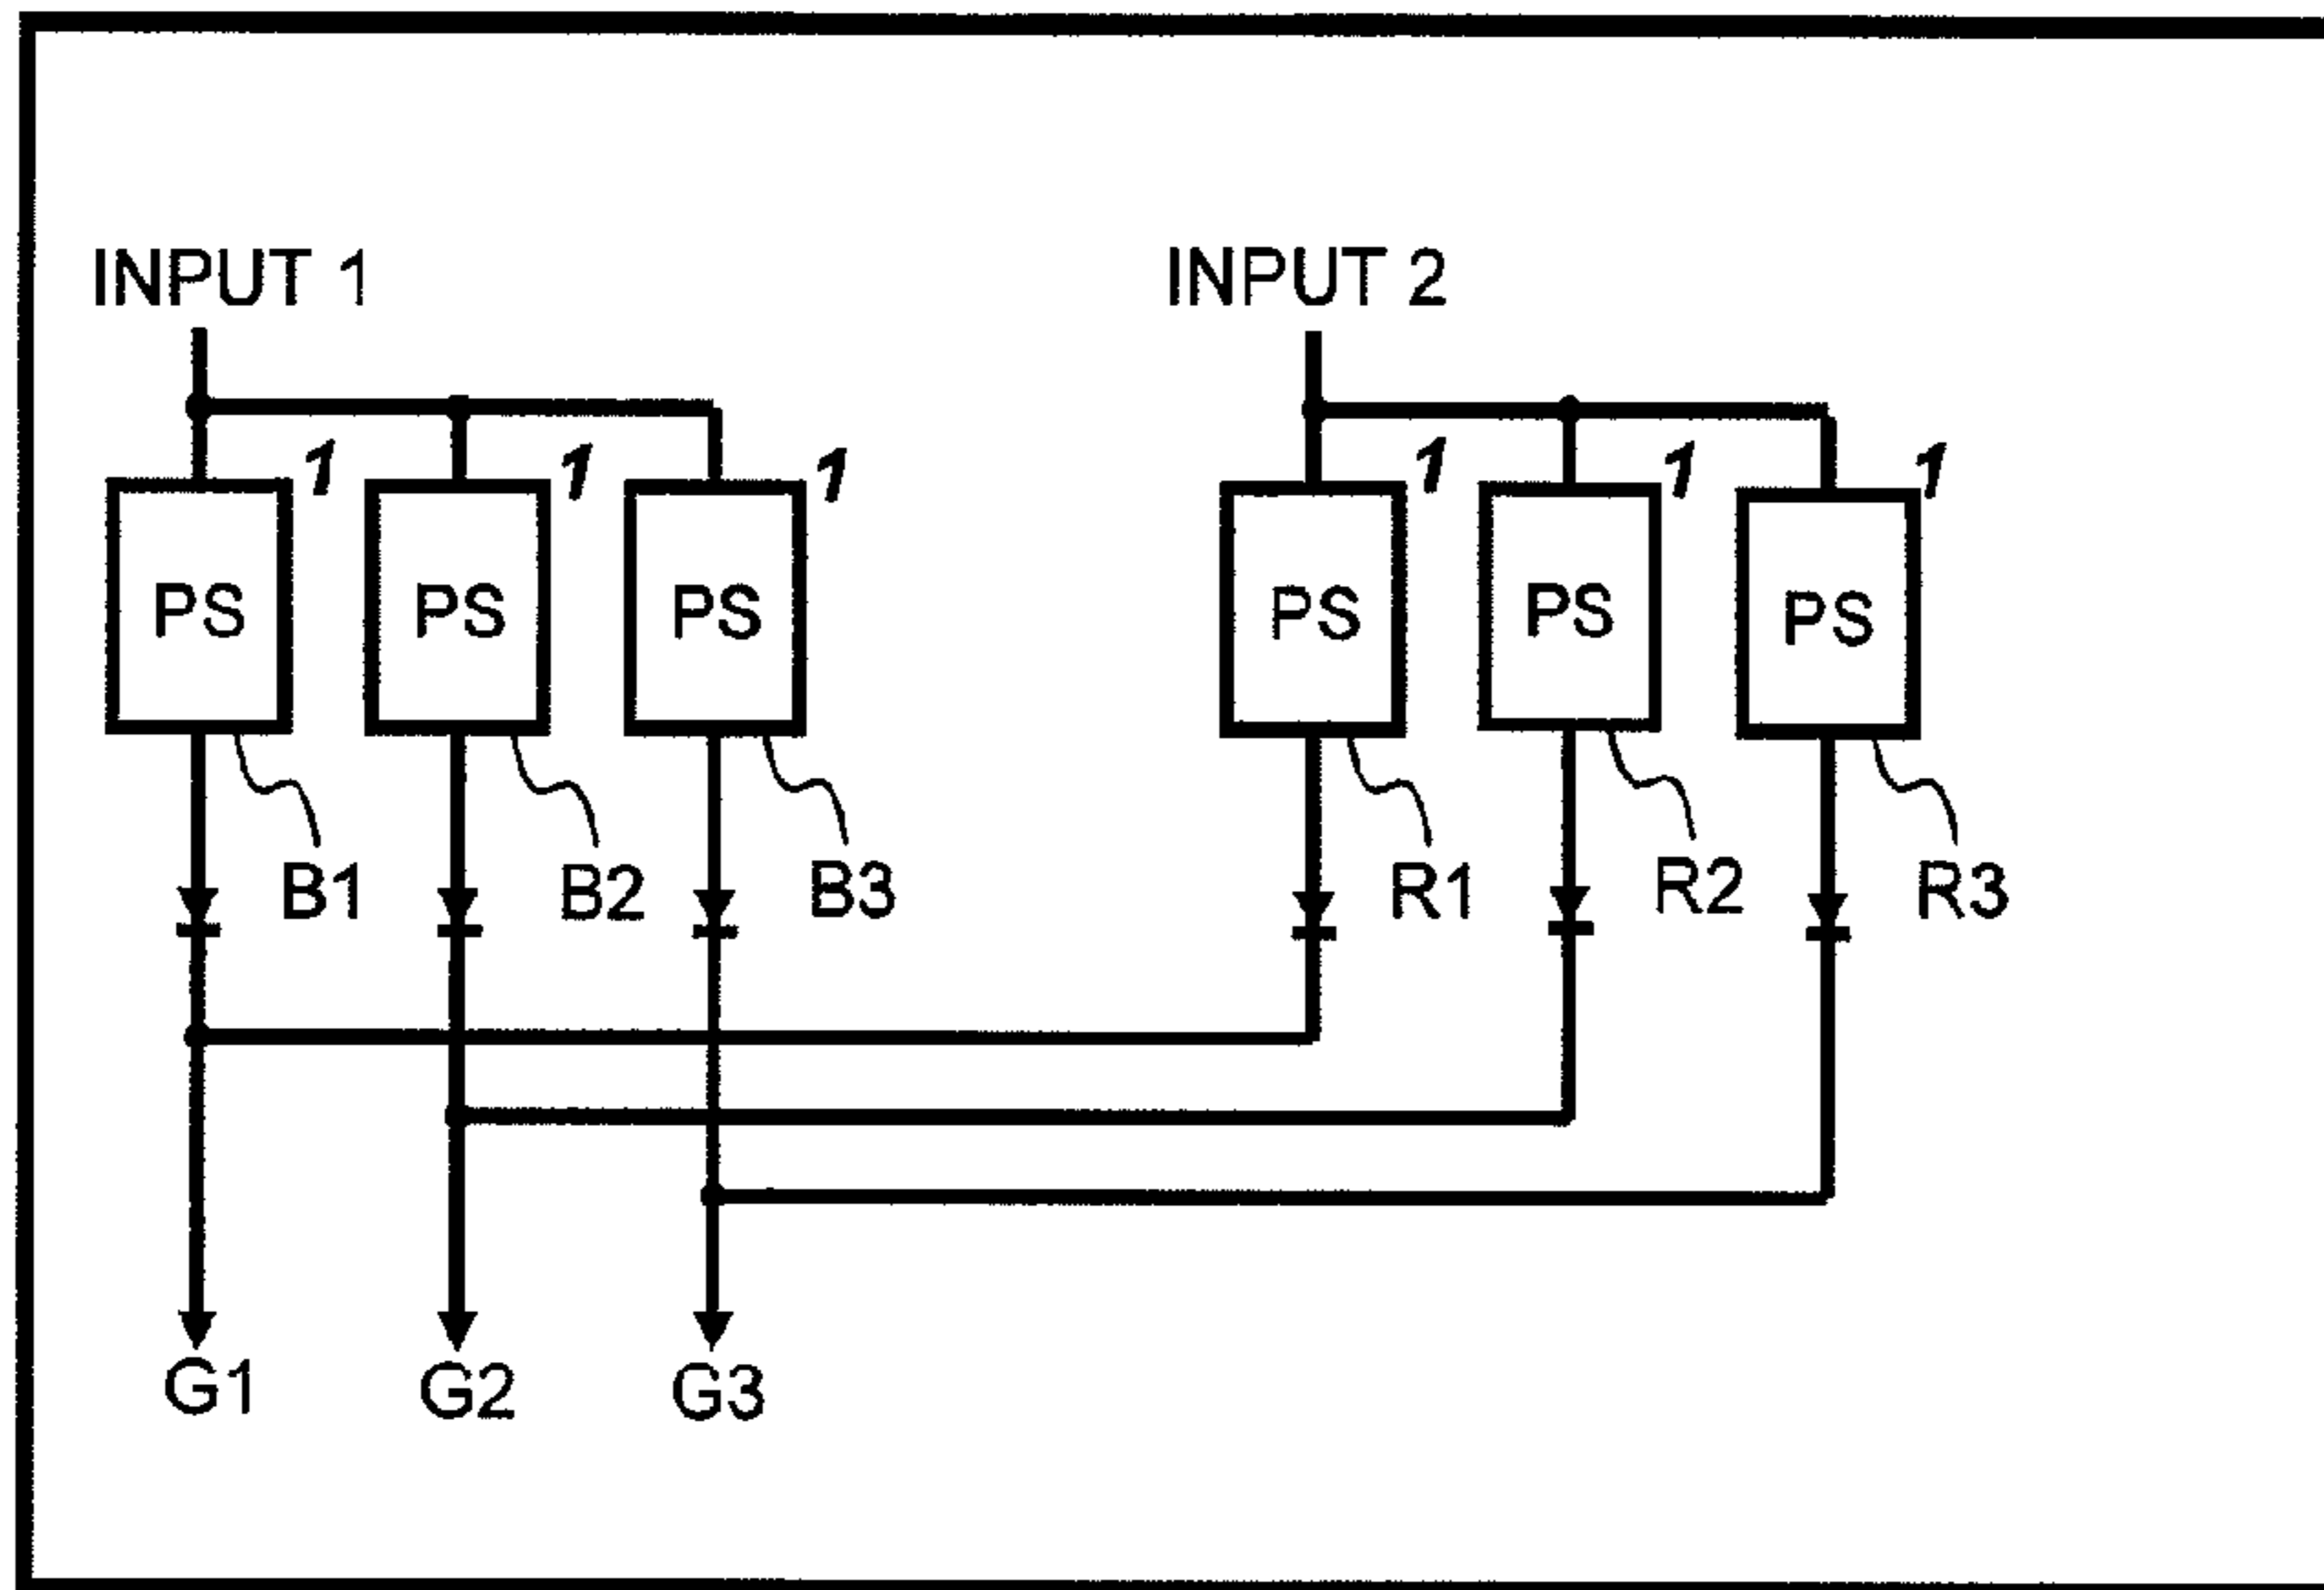 INPUT 1 INPUT 2
1 1 1 1 1 1
PS PS PS PS PS PS
B1 B2 B3 R1 R2 R3
G1 G2 G3